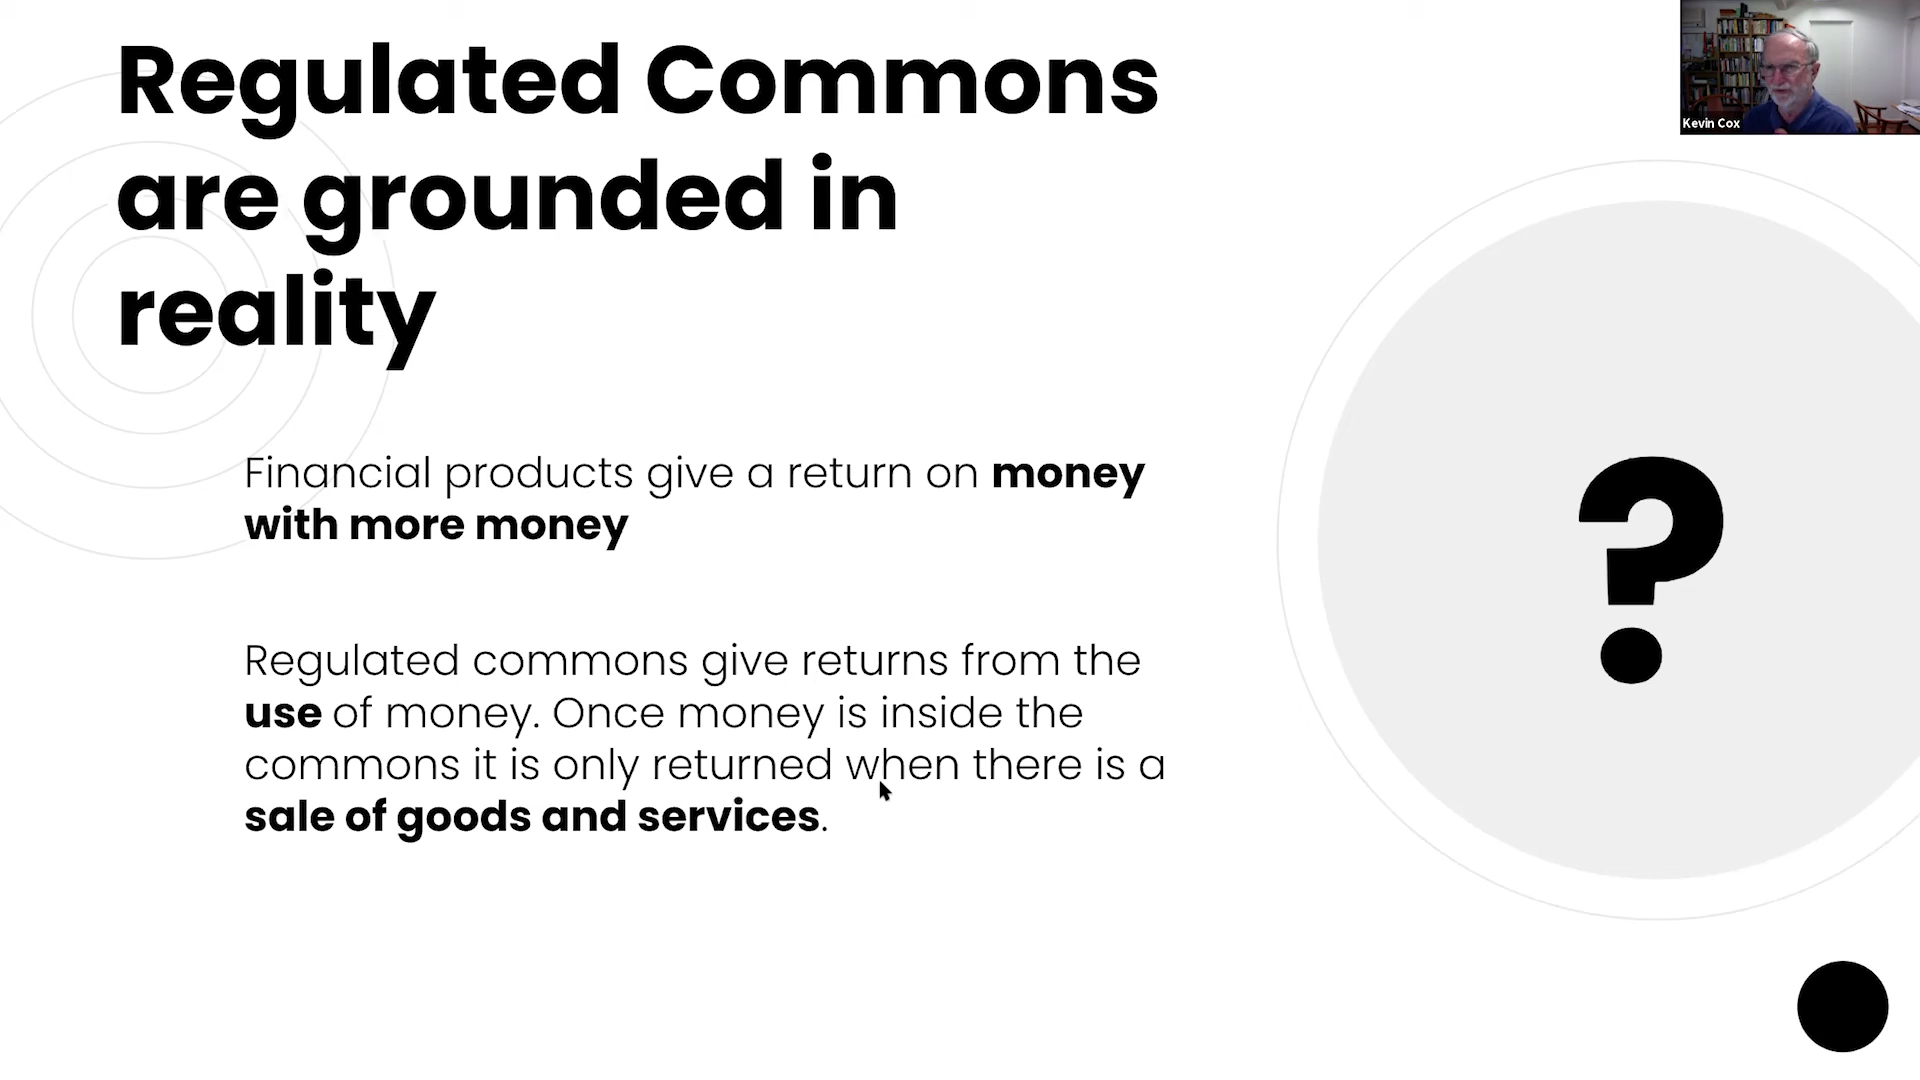 Regulated Commons
are grounded in
reality
Financial products give a return on money
with more money
Regulated commons give returns from the
use of money. Once money is inside the
commons it is only returned when there is a
sale of goods and services.
?
Kevin Cox